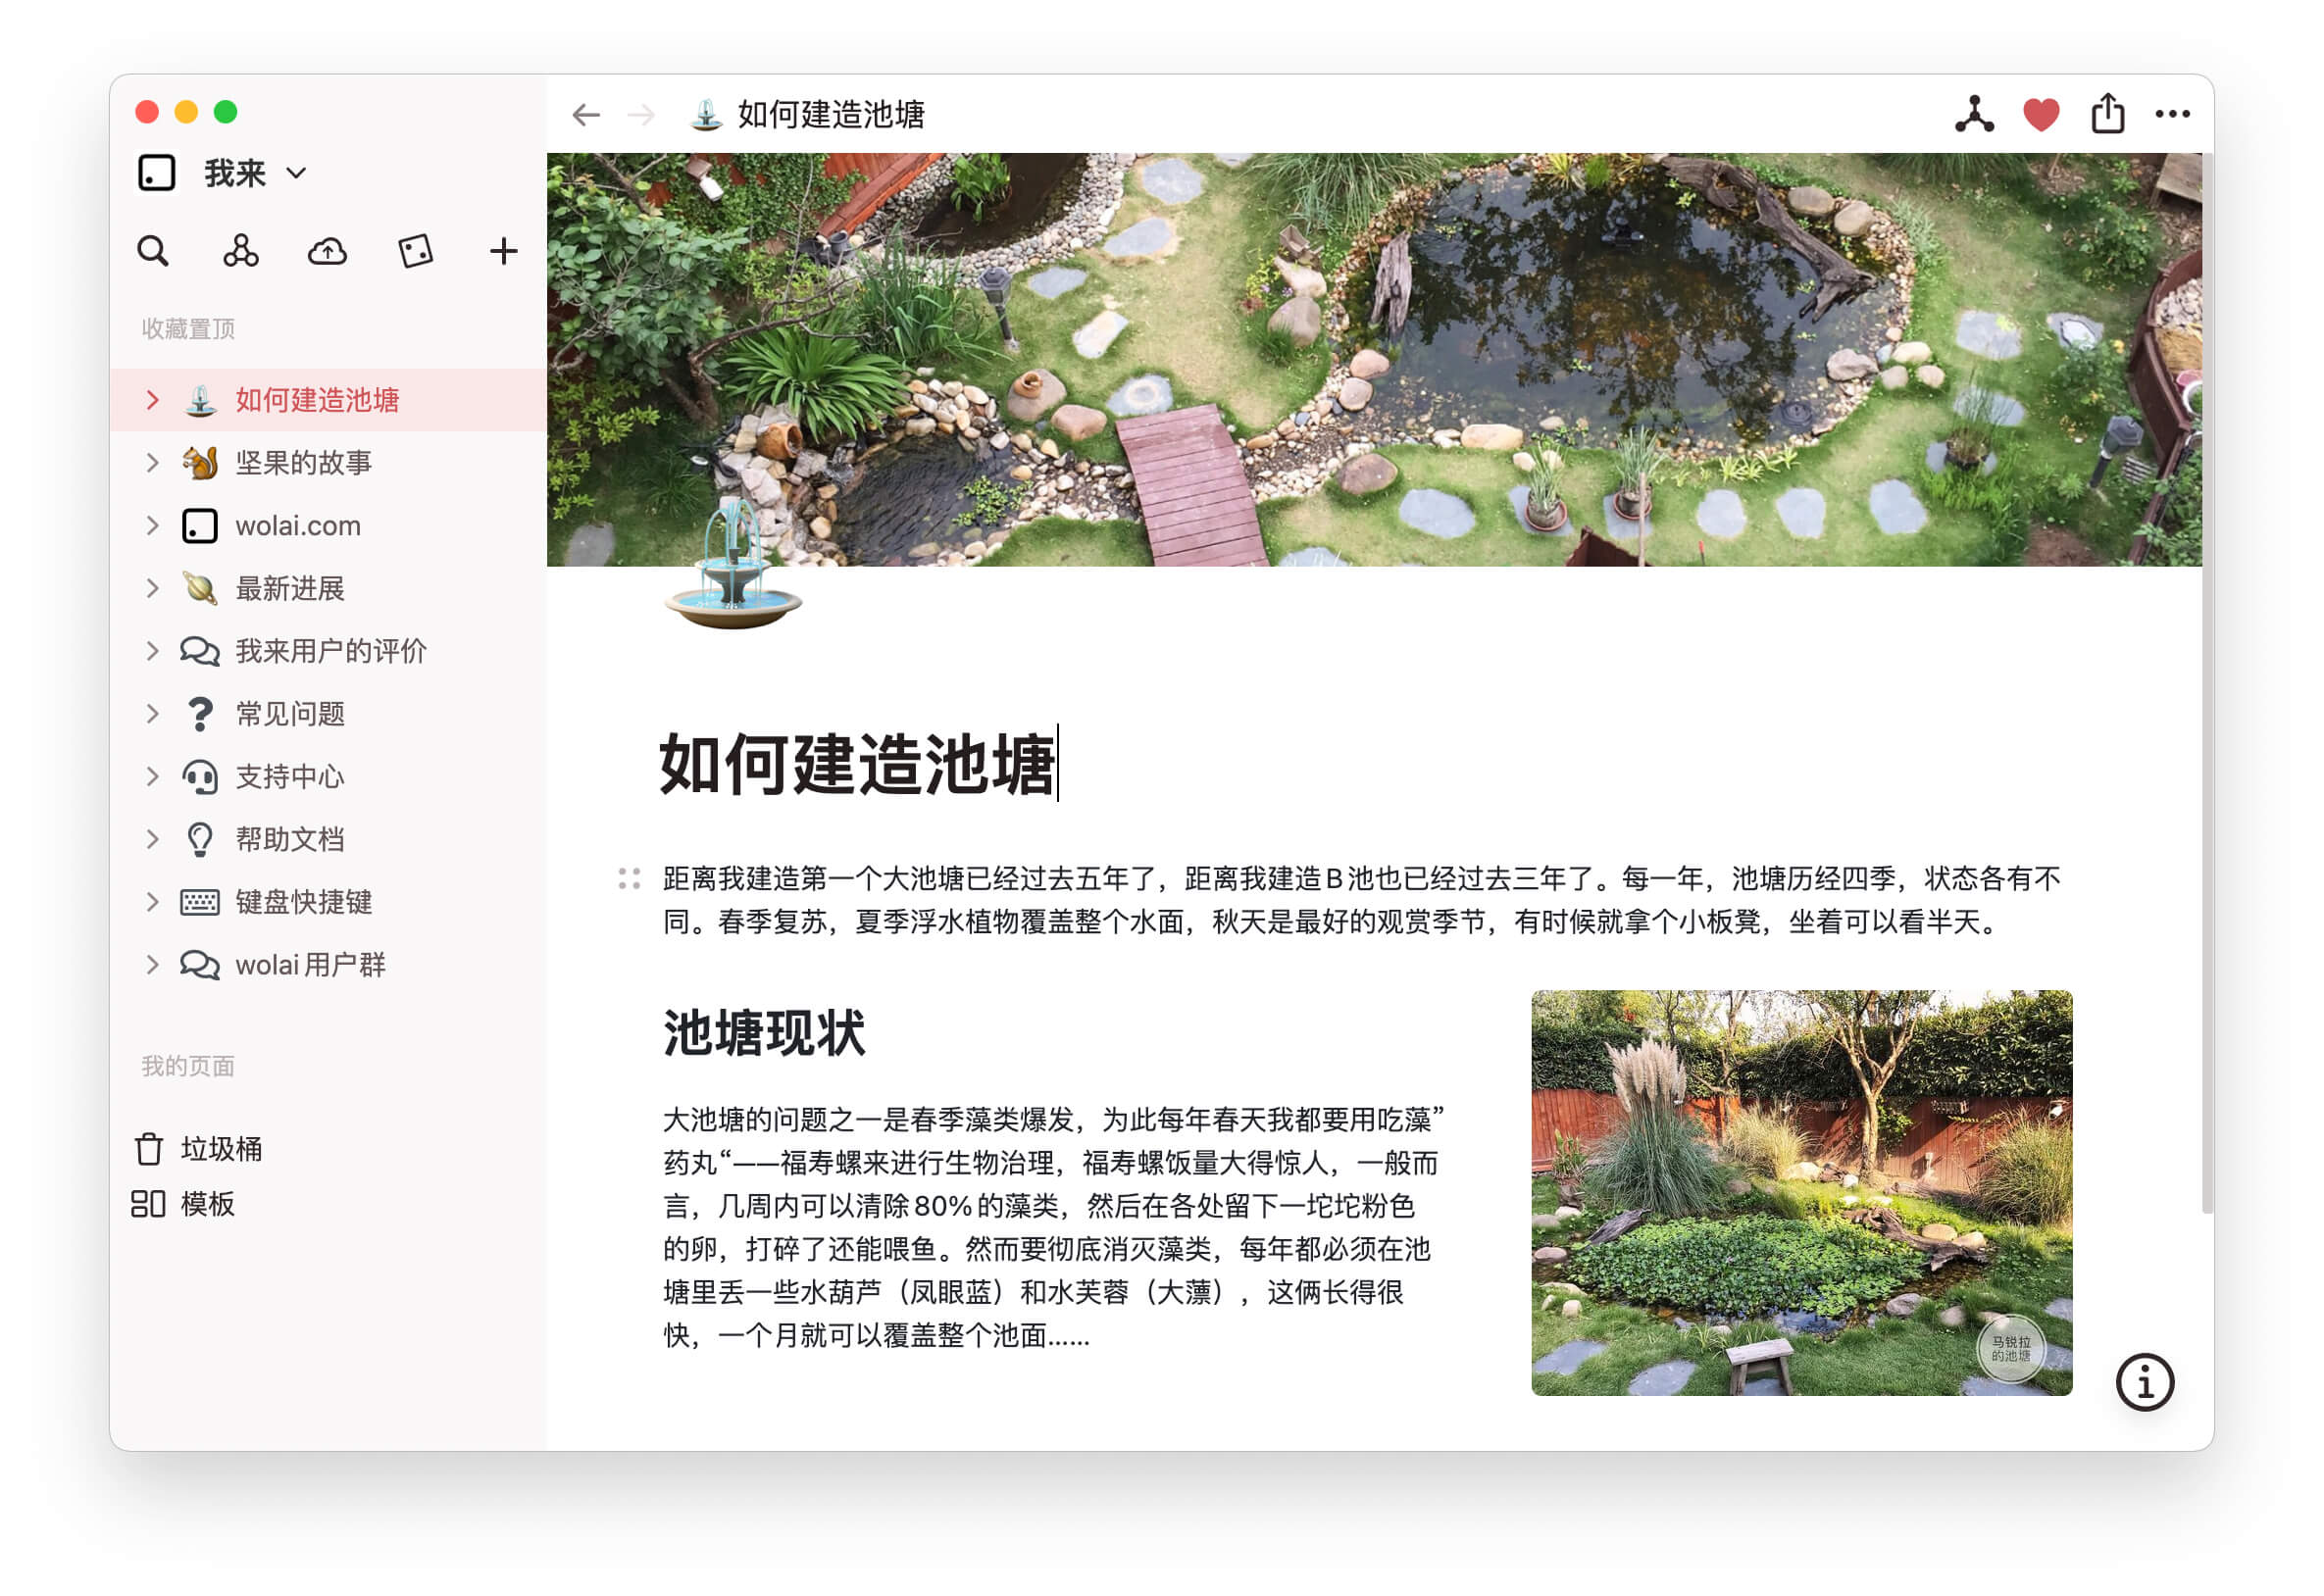 我来
如何建造池塘
收藏置顶
如何建造池塘
坚果的故事
wolai.com
最新进展
我来用户的评价
常见问题
支持中心
帮助文档
键盘快捷键
wolai 用户群
我的页面
垃圾桶
模板
如何建造池塘
距离我建造第一个大池塘已经过去五年了，距离我建造 B 池也已经过去三年了。每一年，池塘历经四季，状态各有不
同。春季复苏，夏季浮水植物覆盖整个水面，秋天是最好的观赏季节，有时候就拿个小板凳，坐着可以看半天。
池塘现状
大池塘的问题之一是春季藻类爆发，为此每年春天我都要用吃藻”
药丸“——福寿螺来进行生物治理，福寿螺饭量大得惊人，一般而
言，几周内可以清除 80% 的藻类，然后在各处留下一坨坨粉色
的卵，打碎了还能喂鱼。然而要彻底消灭藻类，每年都必须在池
塘里丢一些水葫芦（凤眼蓝）和水芙蓉（大薸），这俩长得很
快，一个月就可以覆盖整个池面……
马锐拉
的池塘